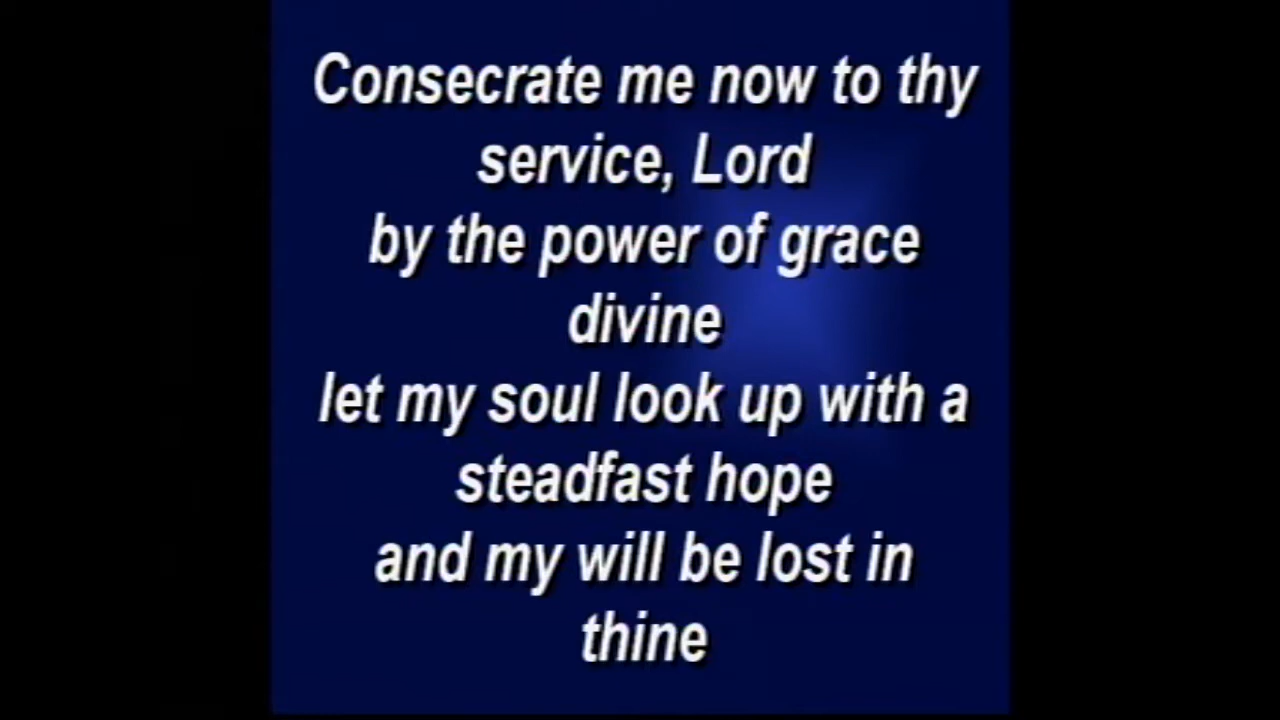 Consecrate me now to thy
service, Lord
by the power of grace
divine
let my soul look up with a
steadfast hope
and my will be lost in
thine